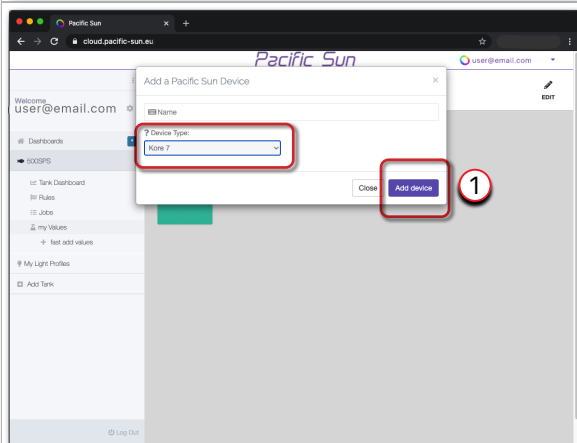 Pacific Sun
cloud.pacific-sun.eu
Pacific Sun
user@email.com
Add a Pacific Sun Device
EDIT
Welcome
user@email.com
Name
Dashboards
? Device Type:
Kore 7
500SPS
Close
Add device
1
Tank Dashboard
Rules
Jobs
my Values
fast add values
My Light Profiles
Add Tank
Log Out